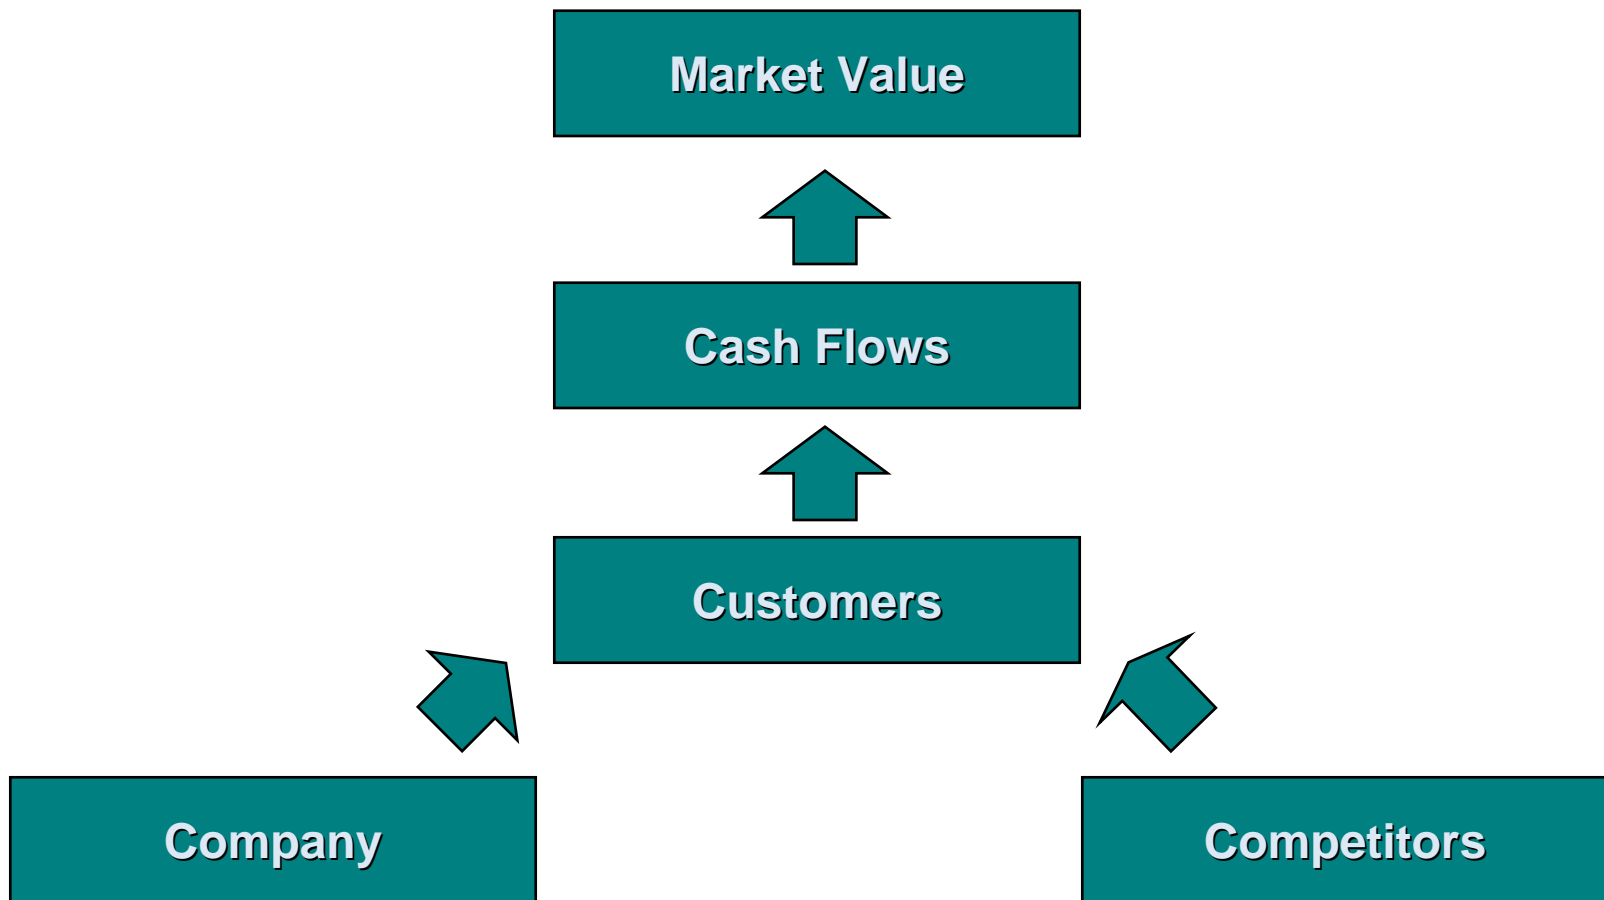 Market Value
Cash Flows
Customers
Company
Competitors